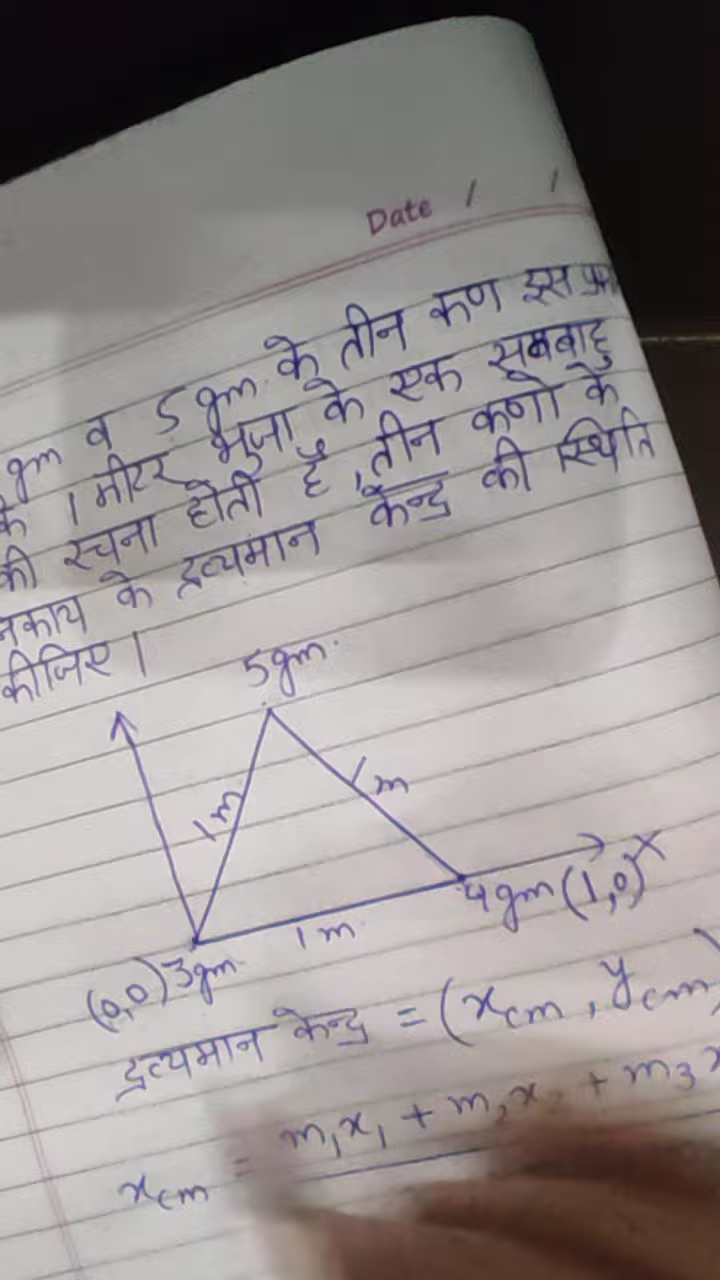 Date / /
gm व 5 gm. के तीन कण इस
के 1 मीटर भुजा के एक समबाहु
की रचना होती है, तीन कणों के
निकाय के द्रव्यमान केन्द्र की स्थिति
कीजिए।
5gm.
1m
1m
X
4gm (1,0)
1m
(0,0) 3gm
द्रव्यमान केन्द्र = (xcm, ycm)
xcm = m₁x₁ + m₂x₂ + m₃x